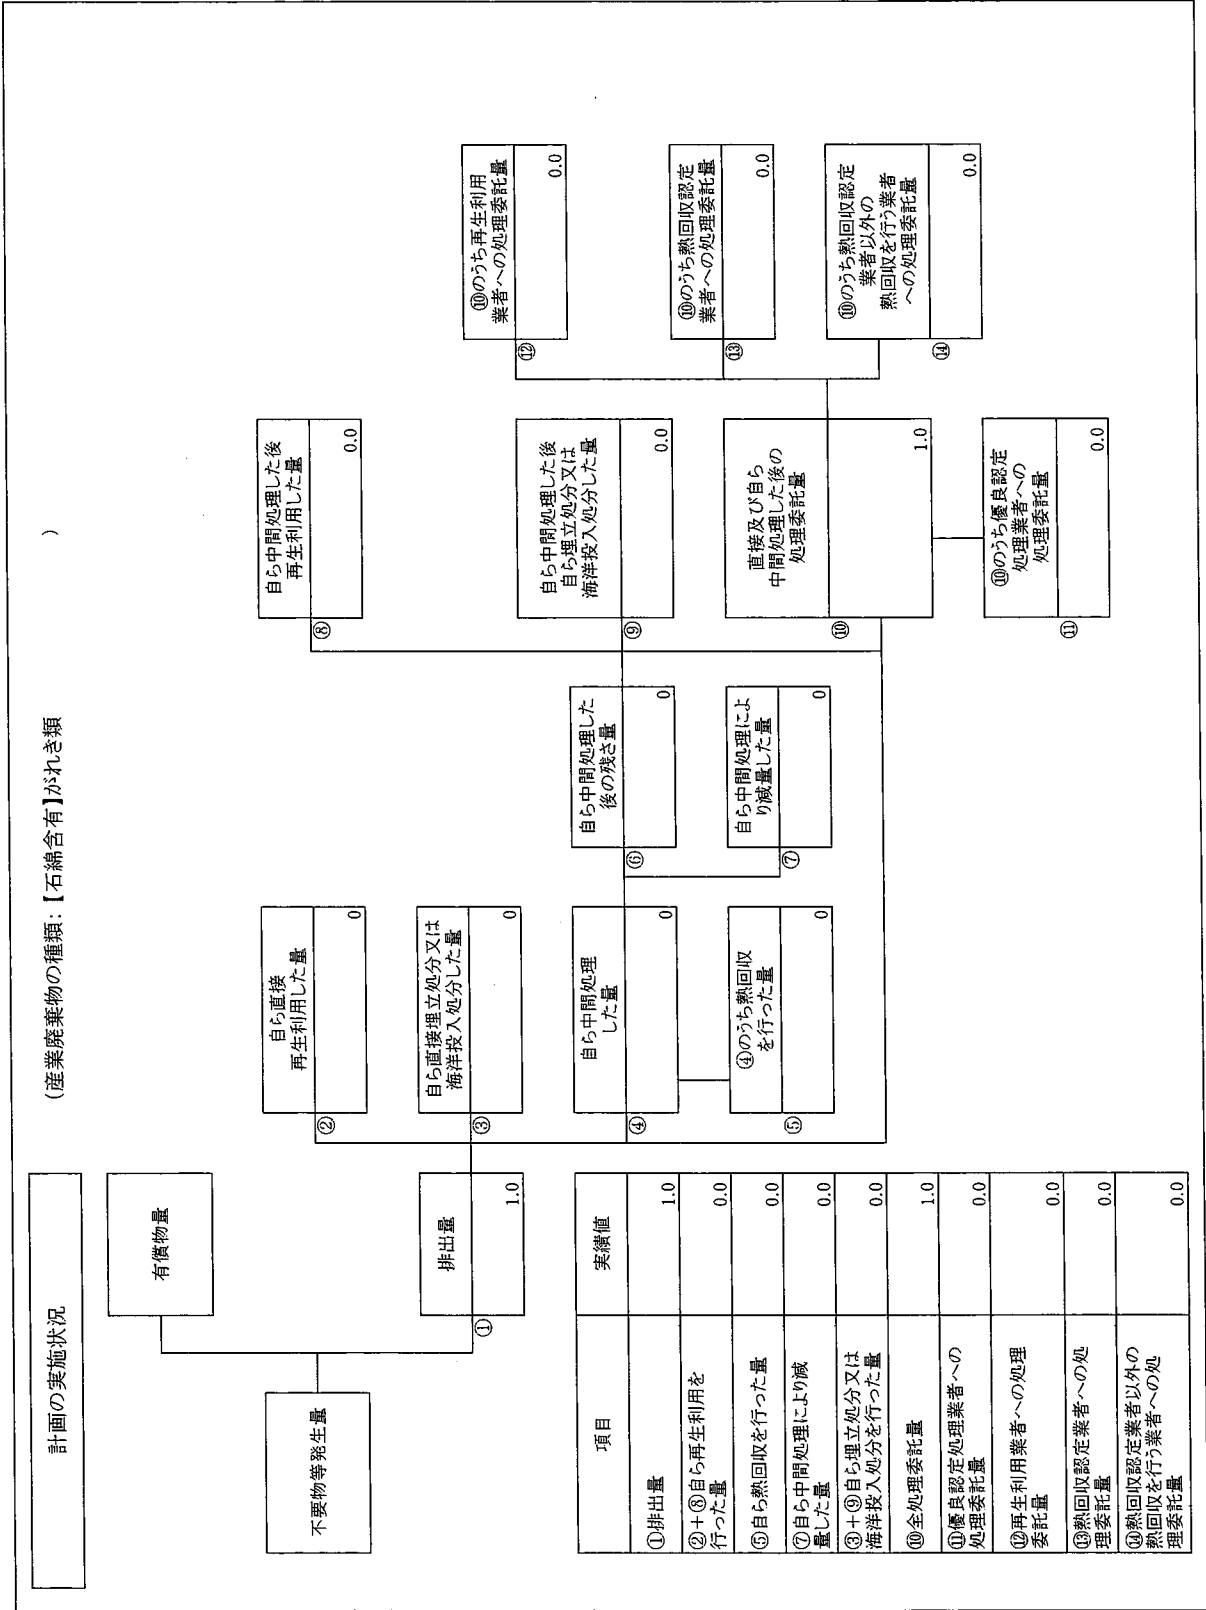 計画の実施状況
(産業廃棄物の種類：【石綿含有】がれき類
)
不要物等発生量
有償物量
①
排出量
1.0
②
自ら直接
再生利用した量
0
③
自ら直接埋立処分又は
海洋投入処分した量
0
④
自ら中間処理
した量
0
⑤
④のうち熱回収
を行った量
0
⑥
自ら中間処理した
後の残さ量
0
⑦
自ら中間処理によ
り減量した量
0
⑧
自ら中間処理した後
再生利用した量
0.0
⑨
自ら中間処理した後
自ら埋立処分又は
海洋投入処分した量
0.0
⑩
直接及び自ら
中間処理した後の
処理委託量
1.0
⑪
⑩のうち優良認定
処理業者への
処理委託量
0.0
⑫
⑩のうち再生利用
業者への処理委託量
0.0
⑬
⑩のうち熱回収認定
業者への処理委託量
0.0
⑭
⑩のうち熱回収認定
業者以外の
熱回収を行う業者
への処理委託量
0.0
項目 実績値
①排出量 1.0
②＋⑧自ら再生利用を
行った量 0.0
⑤自ら熱回収を行った量 0.0
⑦自ら中間処理により減
量した量 0.0
③＋⑨自ら埋立処分又は
海洋投入処分を行った量 0.0
⑩全処理委託量 1.0
⑪優良認定処理業者への
処理委託量 0.0
⑫再生利用業者への処理
委託量 0.0
⑬熱回収認定業者への処
理委託量 0.0
⑭熱回収認定業者以外の
熱回収を行う業者への処
理委託量 0.0